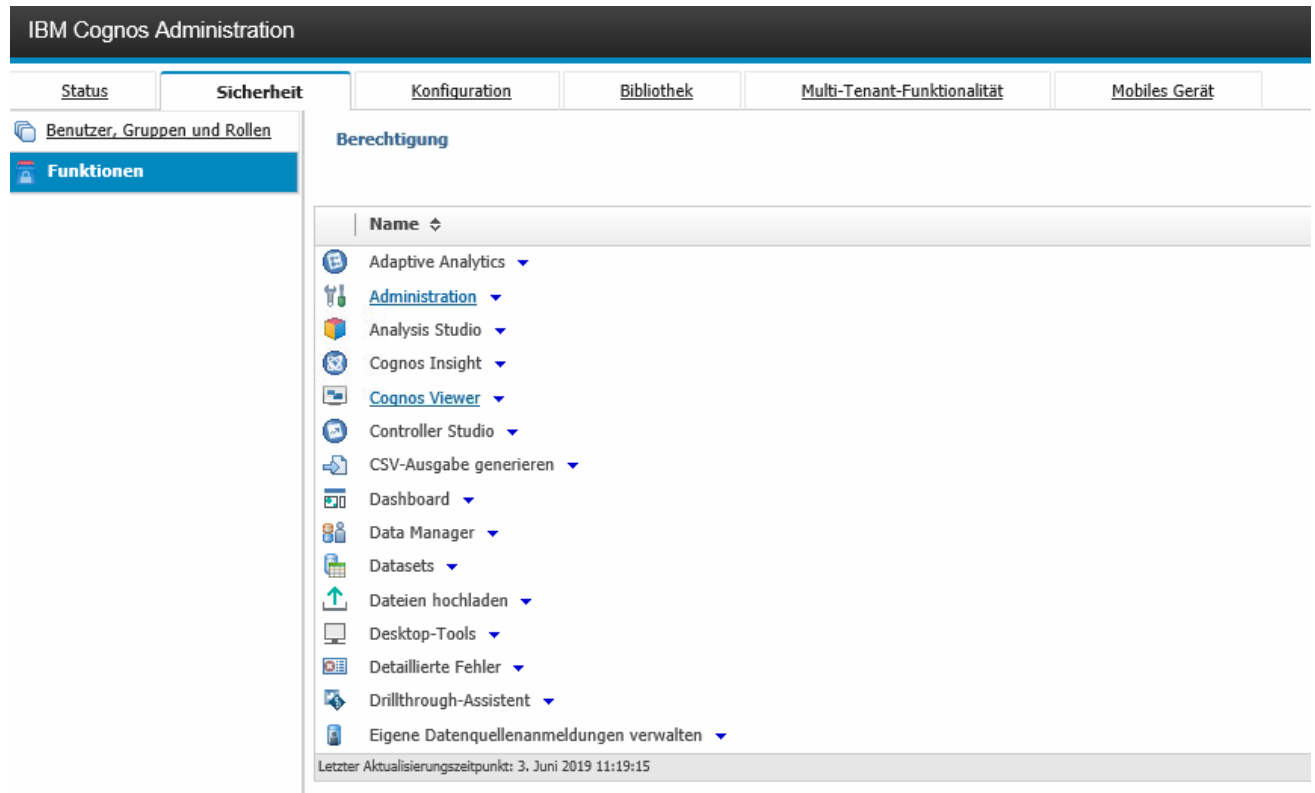 IBM Cognos Administration
Status Sicherheit Konfiguration Bibliothek Multi-Tenant-Funktionalität Mobiles Gerät
Benutzer, Gruppen und Rollen
Funktionen
Berechtigung
Name
Adaptive Analytics
Administration
Analysis Studio
Cognos Insight
Cognos Viewer
Controller Studio
CSV-Ausgabe generieren
Dashboard
Data Manager
Datasets
Dateien hochladen
Desktop-Tools
Detaillierte Fehler
Drillthrough-Assistent
Eigene Datenquellenanmeldungen verwalten
Letzter Aktualisierungszeitpunkt: 3. Juni 2019 11:19:15